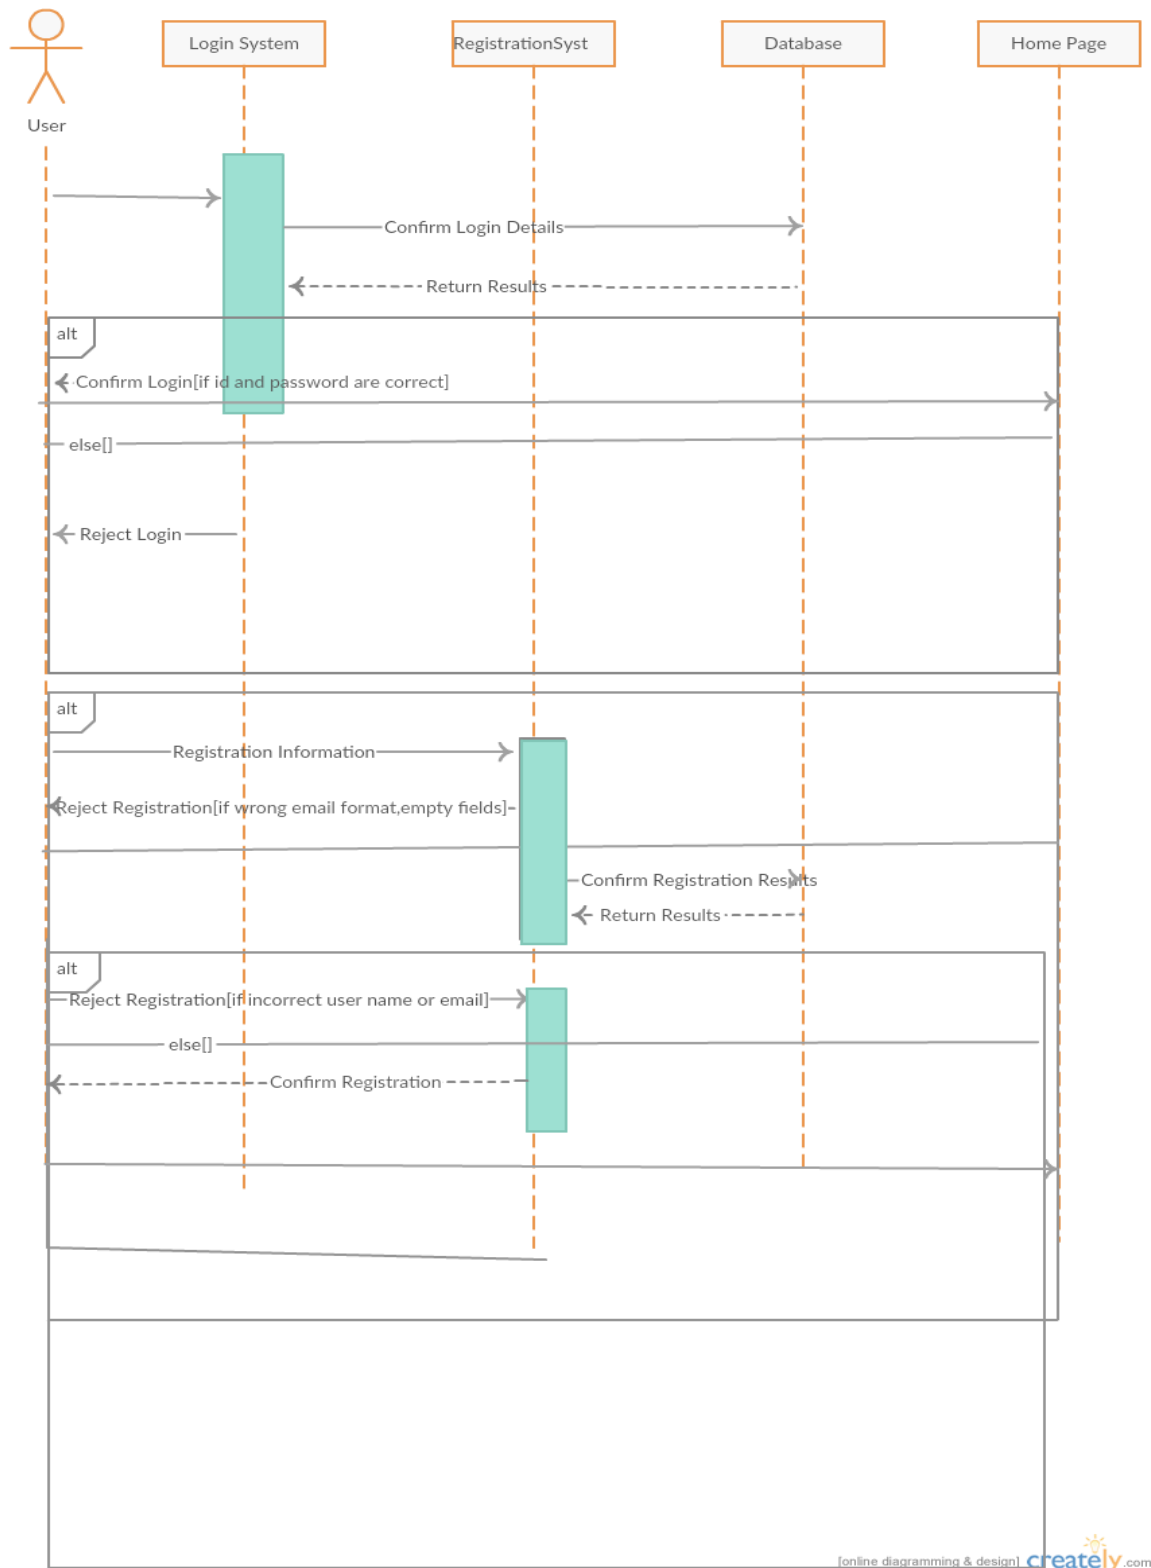 Login System
RegistrationSyst
Database
Home Page
User
Confirm Login Details
Return Results
alt
Confirm Login[if id and password are correct]
else[]
Reject Login
alt
Registration Information
Reject Registration[if wrong email format,empty fields]
Confirm Registration Results
Return Results
alt
Reject Registration[if incorrect user name or email]
else[]
Confirm Registration
[online diagramming & design] creately.com